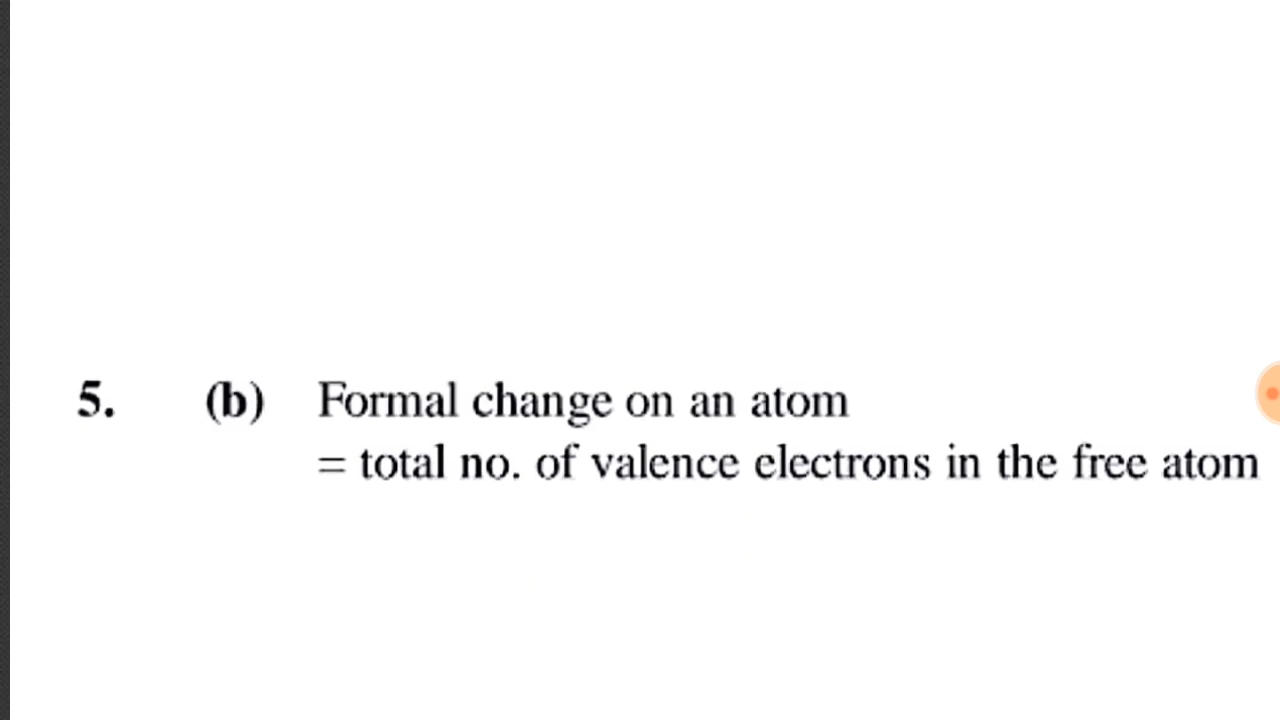 5. (b) Formal change on an atom
= total no. of valence electrons in the free atom